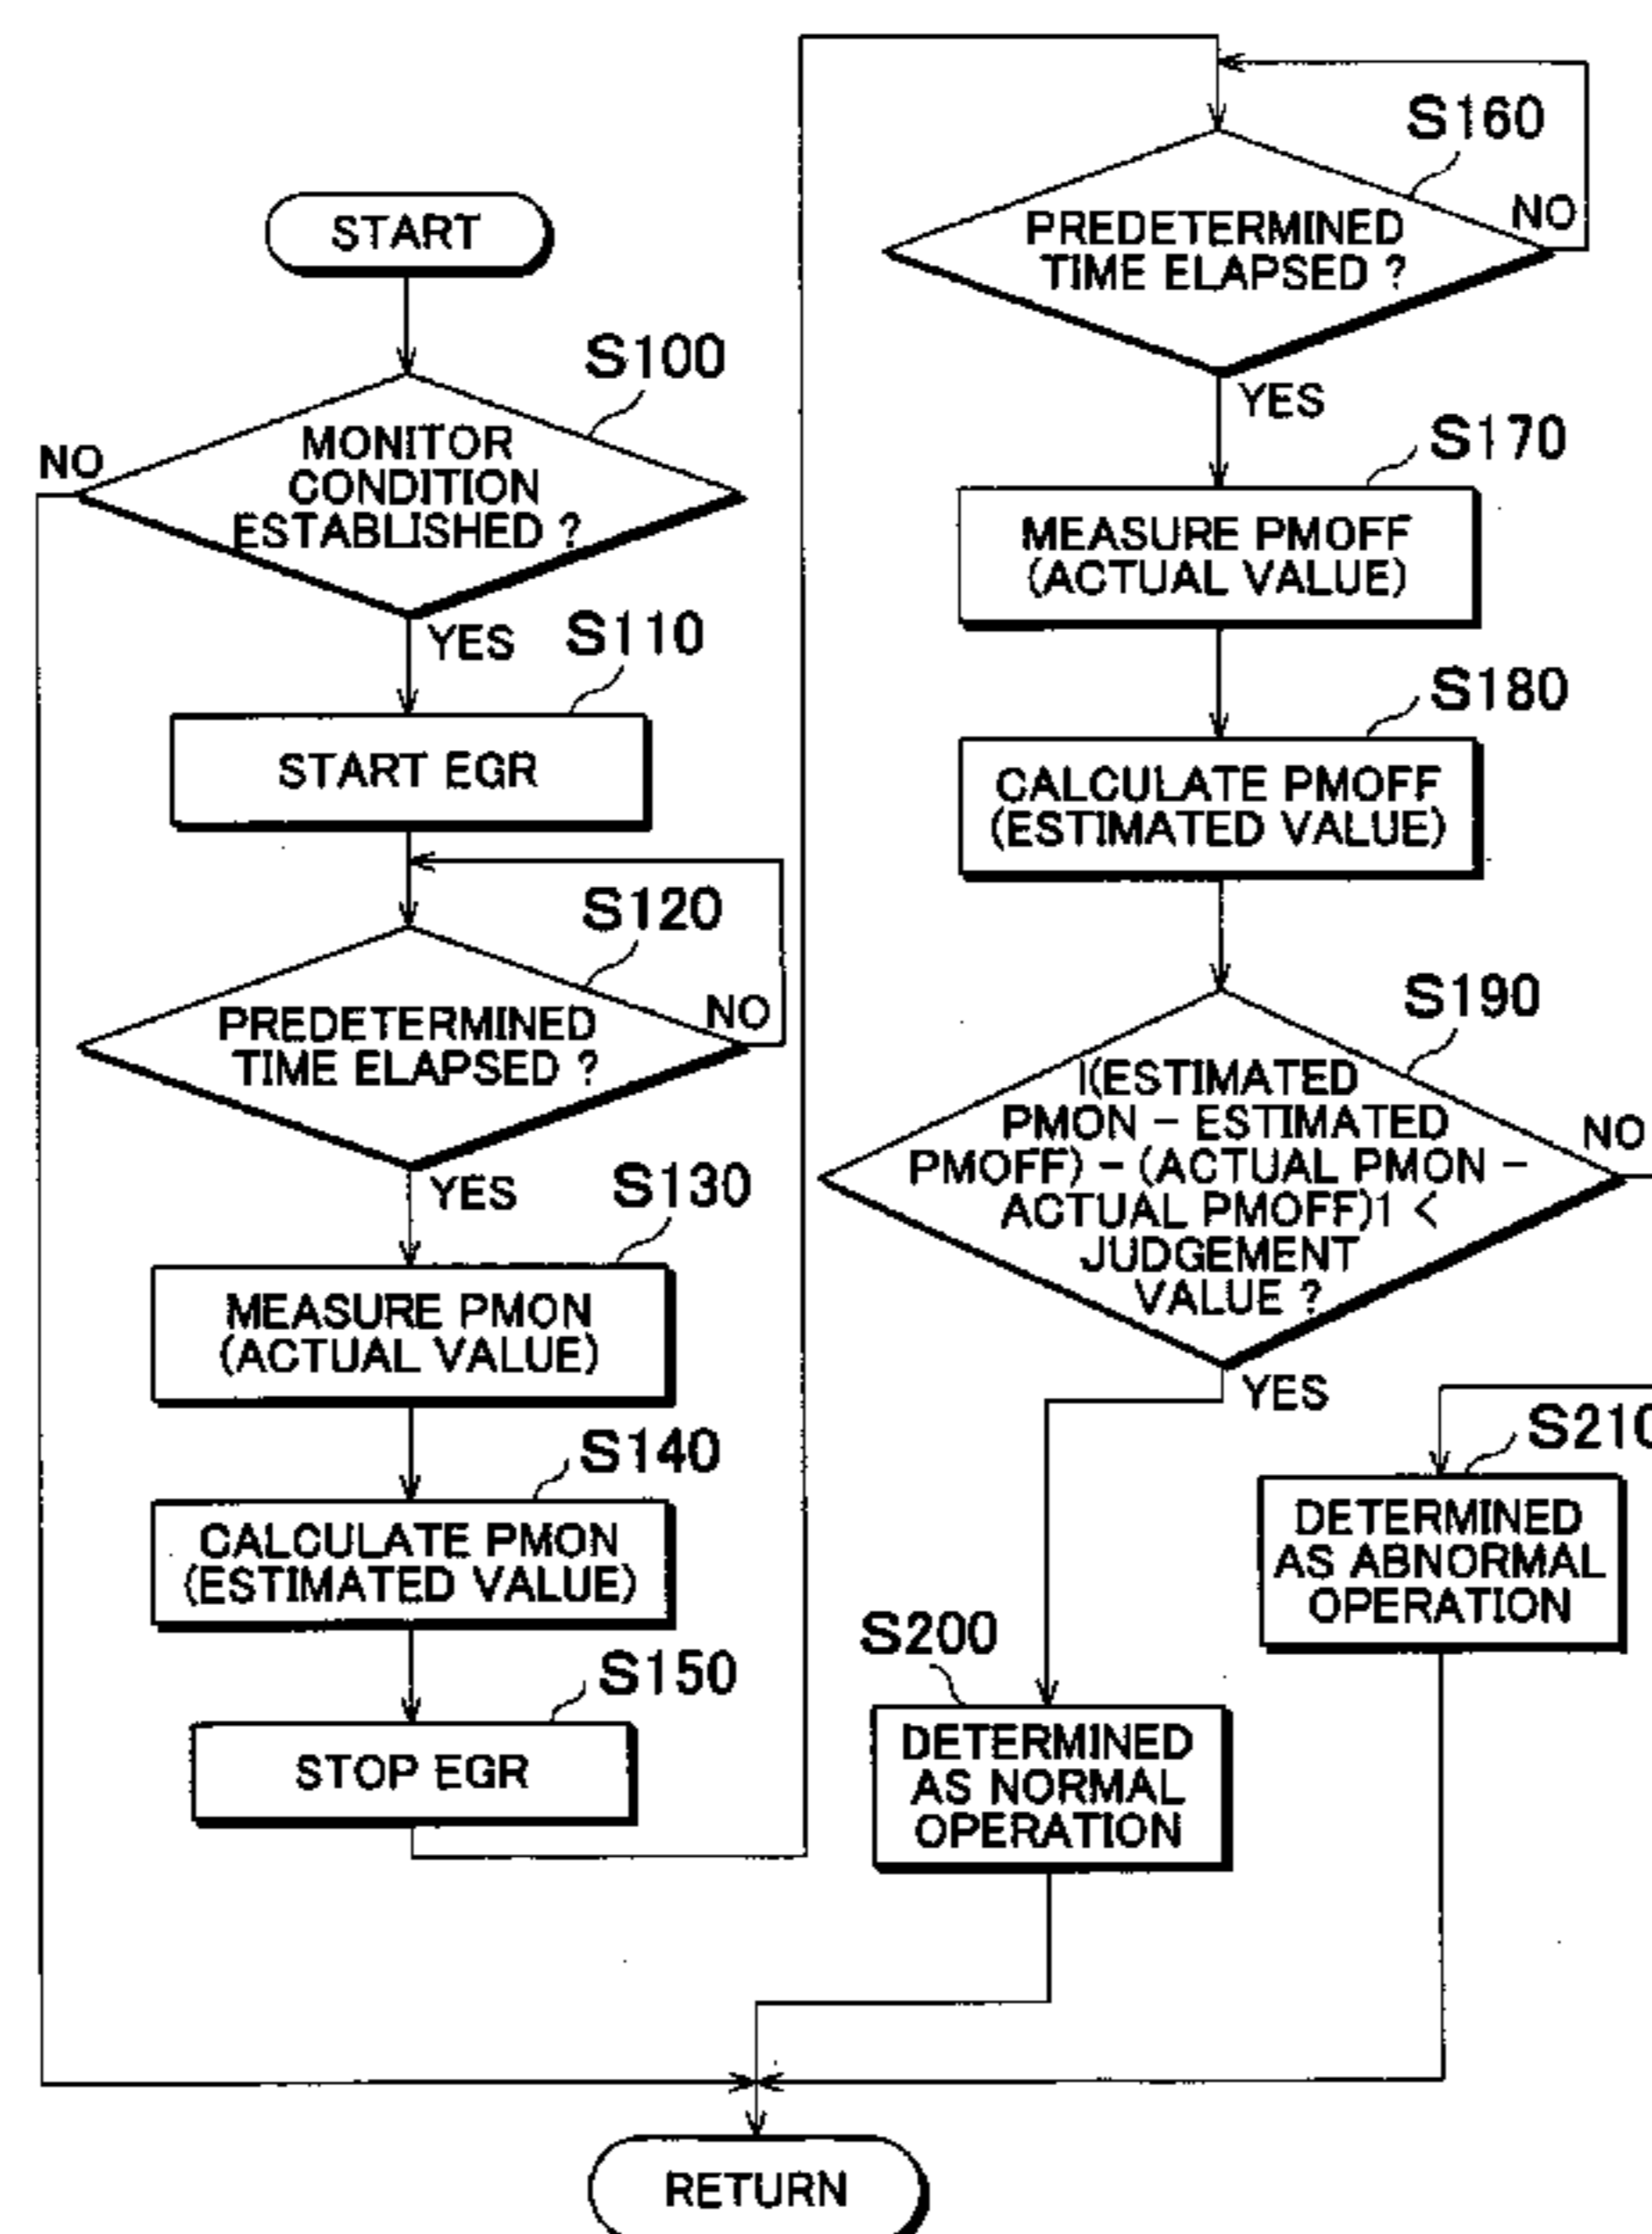 START
S100
MONITOR
CONDITION
ESTABLISHED ?
NO
YES
S110
START EGR
S120
PREDETERMINED
TIME ELAPSED ?
NO
YES
S130
MEASURE PMON
(ACTUAL VALUE)
S140
CALCULATE PMON
(ESTIMATED VALUE)
S150
STOP EGR
S160
PREDETERMINED
TIME ELAPSED ?
NO
YES
S170
MEASURE PMOFF
(ACTUAL VALUE)
S180
CALCULATE PMOFF
(ESTIMATED VALUE)
S190
|(ESTIMATED
PMON – ESTIMATED
PMOFF) – (ACTUAL PMON –
ACTUAL PMOFF)1 <
JUDGEMENT
VALUE ?
NO
YES
S210
DETERMINED
AS ABNORMAL
OPERATION
S200
DETERMINED
AS NORMAL
OPERATION
RETURN